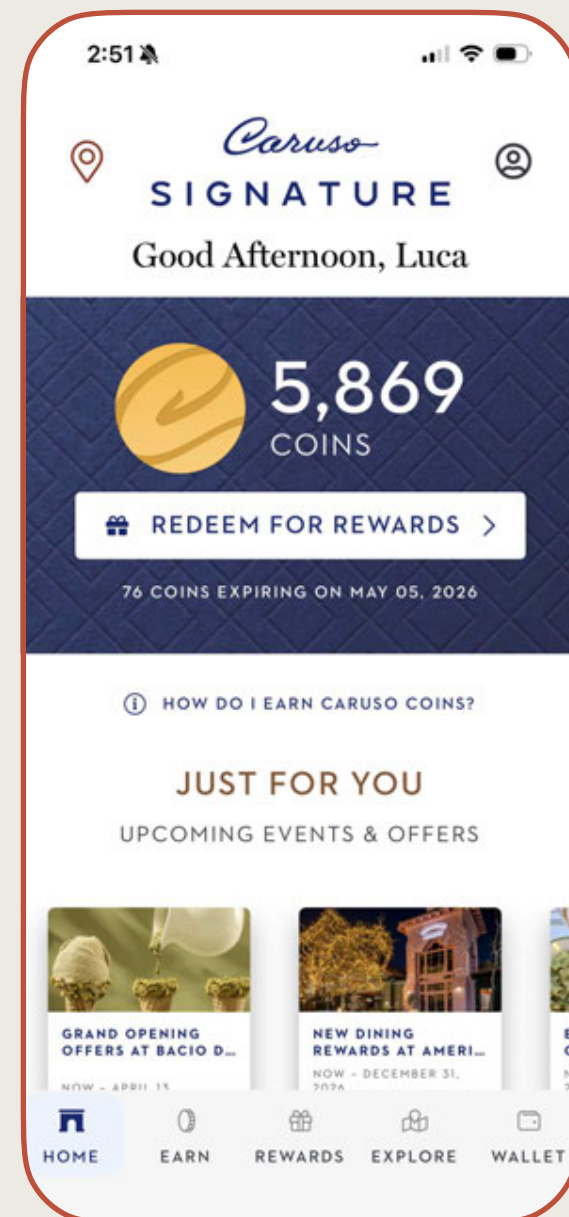 2:51
Caruso
SIGNATURE
Good Afternoon, Luca
5,869
COINS
REDEEM FOR REWARDS
76 COINS EXPIRING ON MAY 05, 2026
HOW DO I EARN CARUSO COINS?
JUST FOR YOU
UPCOMING EVENTS & OFFERS
GRAND OPENING
OFFERS AT BACIO D...
NOW - APRIL 13,
NEW DINING
REWARDS AT AMERI...
NOW - DECEMBER 31,
2026
HOME
EARN
REWARDS
EXPLORE
WALLET